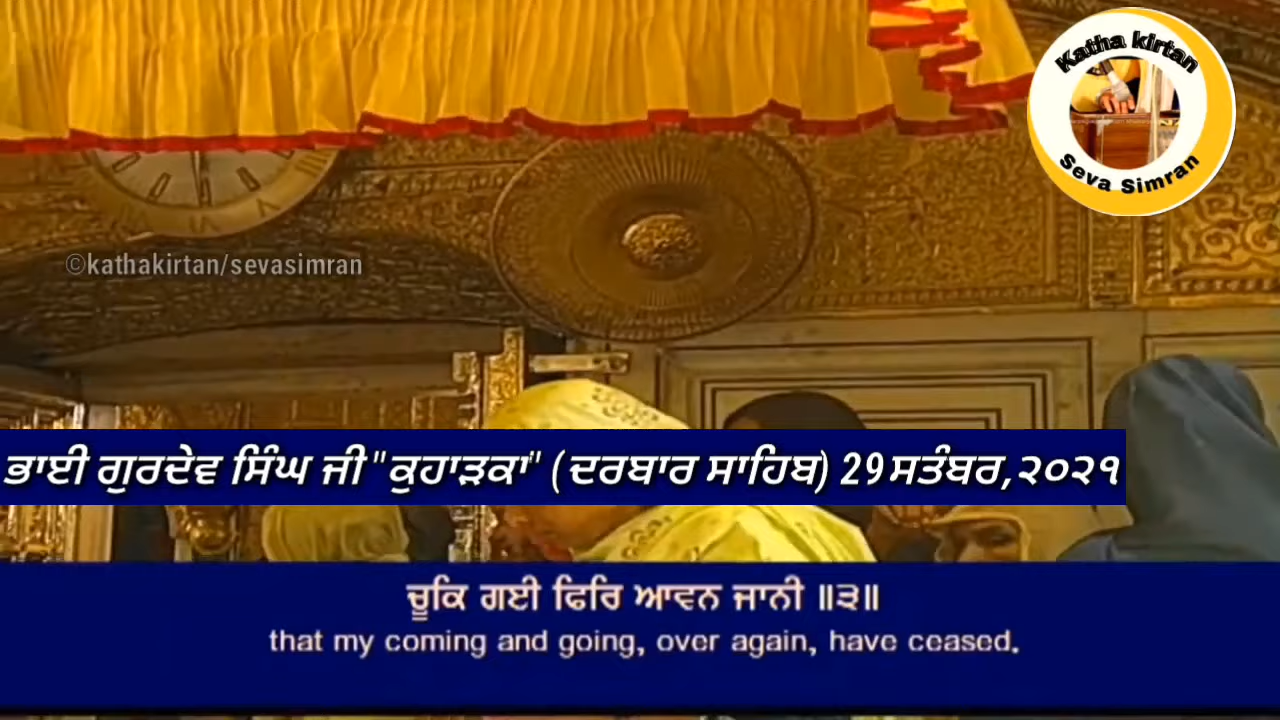 Katha kirtan
Seva Simran
©kathakirtan/sevasimran
ਭਾਈ ਗੁਰਦੇਵ ਸਿੰਘ ਜੀ "ਕੁਹਾੜਕਾ" (ਦਰਬਾਰ ਸਾਹਿਬ) 29 ਸਤੰਬਰ,੨੦੨੧
ਚੂਕਿ ਗਈ ਫਿਰਿ ਆਵਨ ਜਾਨੀ ॥੩॥
that my coming and going, over again, have ceased.